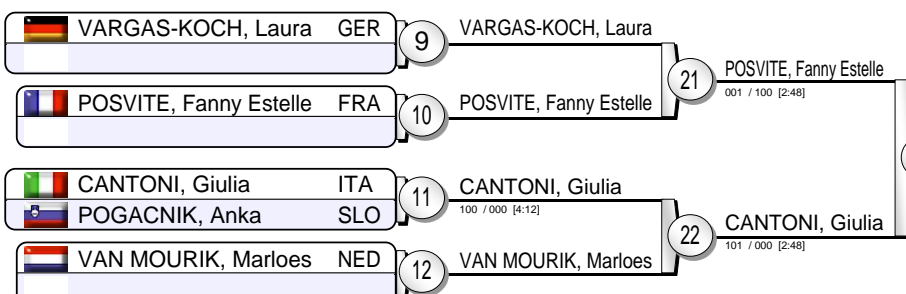 VARGAS-KOCH, Laura GER
9
VARGAS-KOCH, Laura
POSVITE, Fanny Estelle FRA
10
POSVITE, Fanny Estelle
21
POSVITE, Fanny Estelle
001 / 100 [2:48]
CANTONI, Giulia ITA
POGACNIK, Anka SLO
11
CANTONI, Giulia
100 / 000 [4:12]
VAN MOURIK, Marloes NED
12
VAN MOURIK, Marloes
22
CANTONI, Giulia
101 / 000 [2:48]